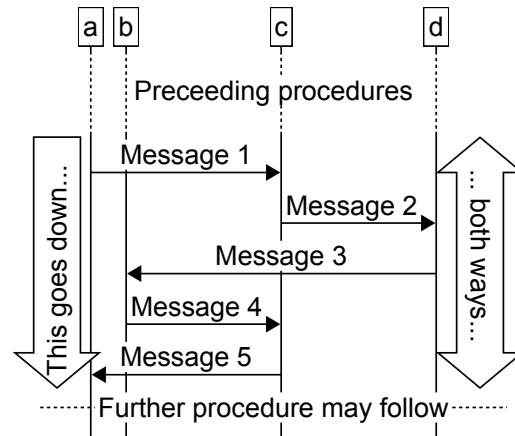 a b c d
Preceeding procedures
Message 1
Message 2
Message 3
Message 4
Message 5
This goes down...
... both ways...
Further procedure may follow